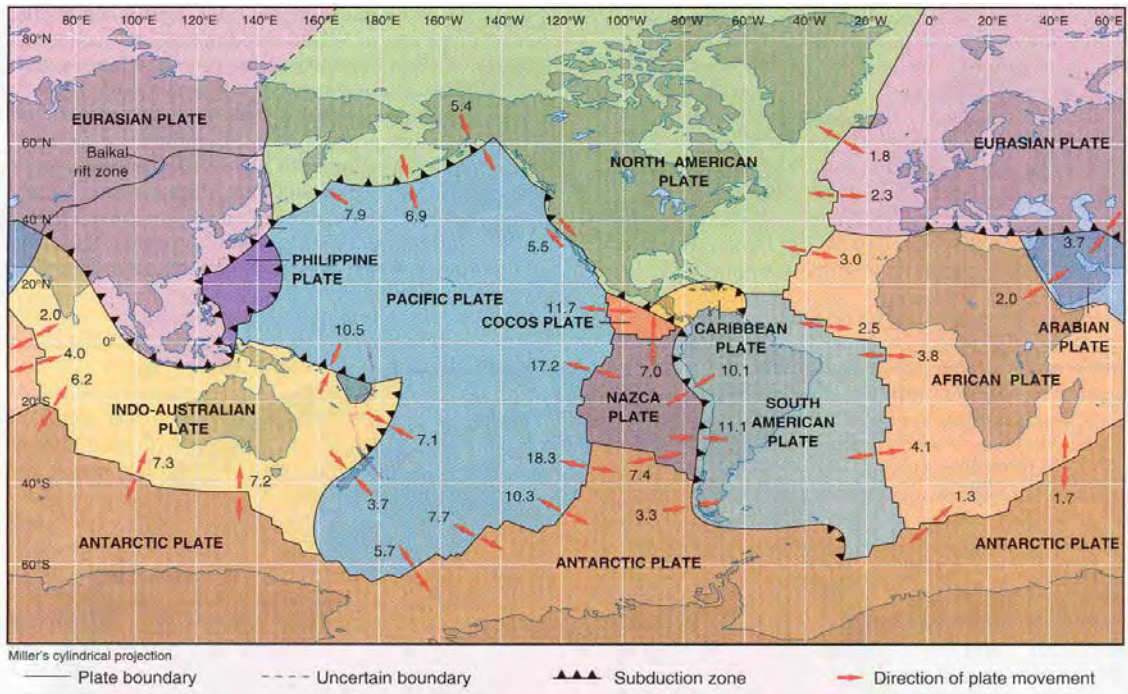 60° 80° 100° 120° 140° 160°E 180° 160°W 140°W 120°W 100°W 80°W 60°W 40°W 20°W 0° 20°E 40°E 60°E
80°N
5.4
EURASIAN PLATE
60°N
Baikal
rift zone
NORTH AMERICAN
PLATE
1.8
EURASIAN PLATE
2.3
7.9
6.9
40°N
5.5
3.7
PHILIPPINE
PLATE
3.0
20°N
PACIFIC PLATE
11.7
COCOS PLATE
2.0
2.0
10.5
CARIBBEAN
PLATE
2.5
ARABIAN
PLATE
0°
4.0
17.2
7.0
10.1
3.8
AFRICAN PLATE
6.2
NAZCA
PLATE
20°S
INDO-AUSTRALIAN
PLATE
SOUTH
AMERICAN
PLATE
7.1
11.1
4.1
7.3
7.2
18.3
7.4
40°S
3.7
10.3
3.3
1.3
1.7
7.7
ANTARCTIC PLATE
5.7
ANTARCTIC PLATE
ANTARCTIC PLATE
60°S
Miller's cylindrical projection
Plate boundary Uncertain boundary Subduction zone Direction of plate movement